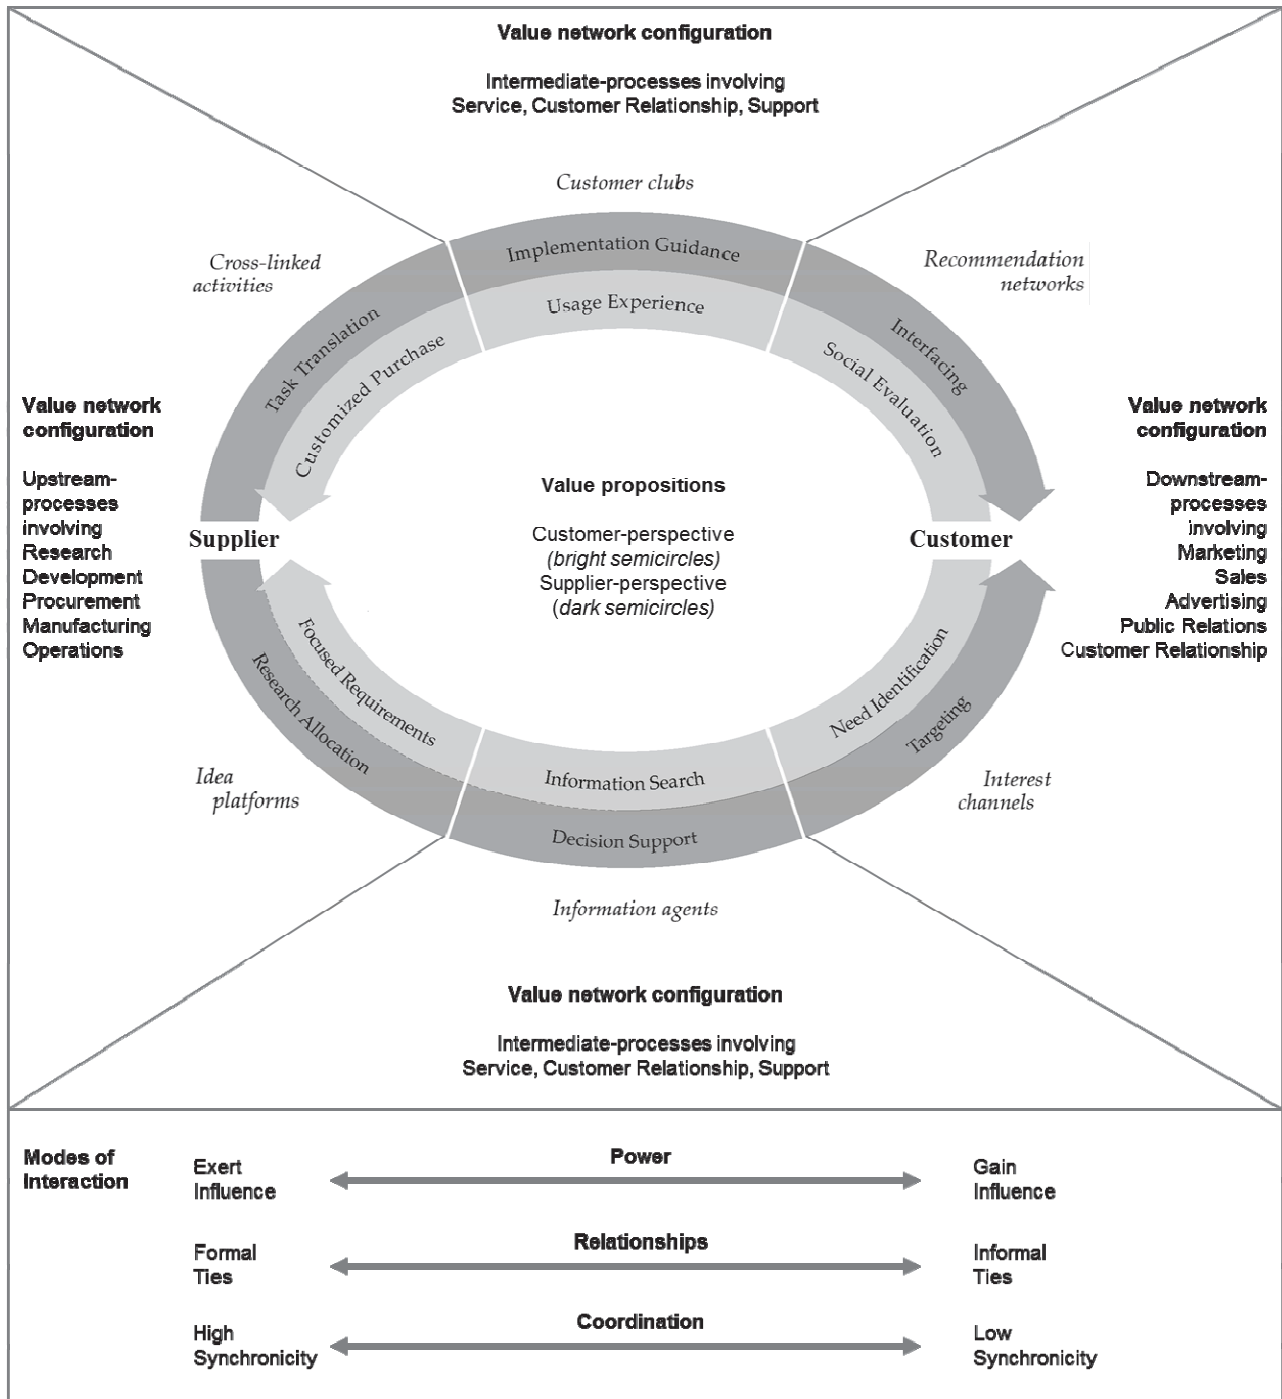 Value network configuration
Intermediate-processes involving
Service, Customer Relationship, Support
Customer clubs
Cross-linked
activities
Recommendation
networks
Implementation Guidance
Usage Experience
Task Translation
Customized Purchase
Interfacing
Social Evaluation
Value network
configuration
Upstream-
processes
involving
Research
Development
Procurement
Manufacturing
Operations
Value propositions
Customer-perspective
(bright semicircles)
Supplier-perspective
(dark semicircles)
Value network
configuration
Downstream-
processes
involving
Marketing
Sales
Advertising
Public Relations
Customer Relationship
Supplier
Customer
Focused Requirements
Research Allocation
Need Identification
Targeting
Information Search
Decision Support
Idea
platforms
Interest
channels
Information agents
Value network configuration
Intermediate-processes involving
Service, Customer Relationship, Support
Modes of
Interaction
Exert
Influence
Power
Gain
Influence
Formal
Ties
Relationships
Informal
Ties
High
Synchronicity
Coordination
Low
Synchronicity